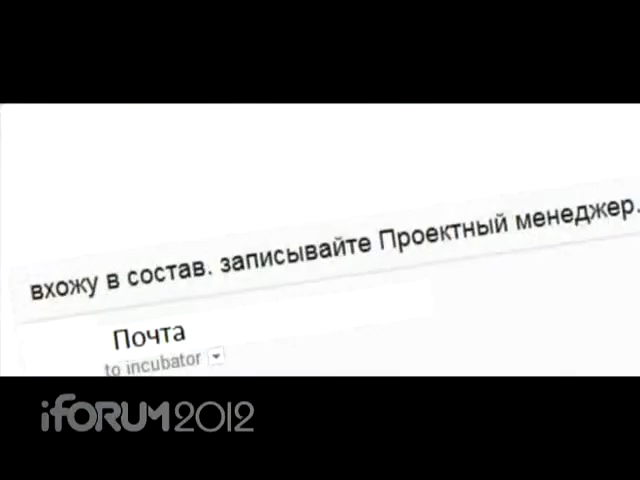 вхожу в состав. записывайте Проектный менеджер.
Почта
to incubator
iFORUM2012